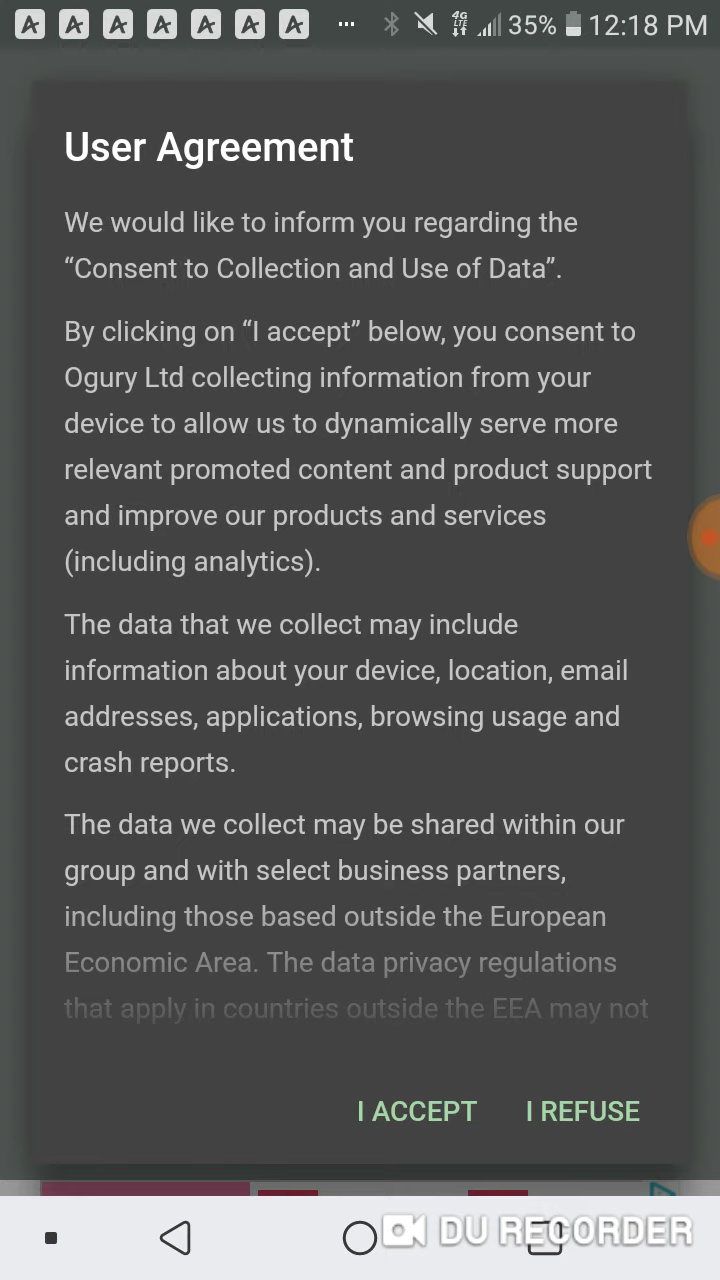 4G
LTE
35%
12:18 PM
User Agreement
We would like to inform you regarding the
“Consent to Collection and Use of Data”.
By clicking on “I accept” below, you consent to
Ogury Ltd collecting information from your
device to allow us to dynamically serve more
relevant promoted content and product support
and improve our products and services
(including analytics).
The data that we collect may include
information about your device, location, email
addresses, applications, browsing usage and
crash reports.
The data we collect may be shared within our
group and with select business partners,
including those based outside the European
Economic Area. The data privacy regulations
that apply in countries outside the EEA may not
I ACCEPT I REFUSE
DU RECORDER